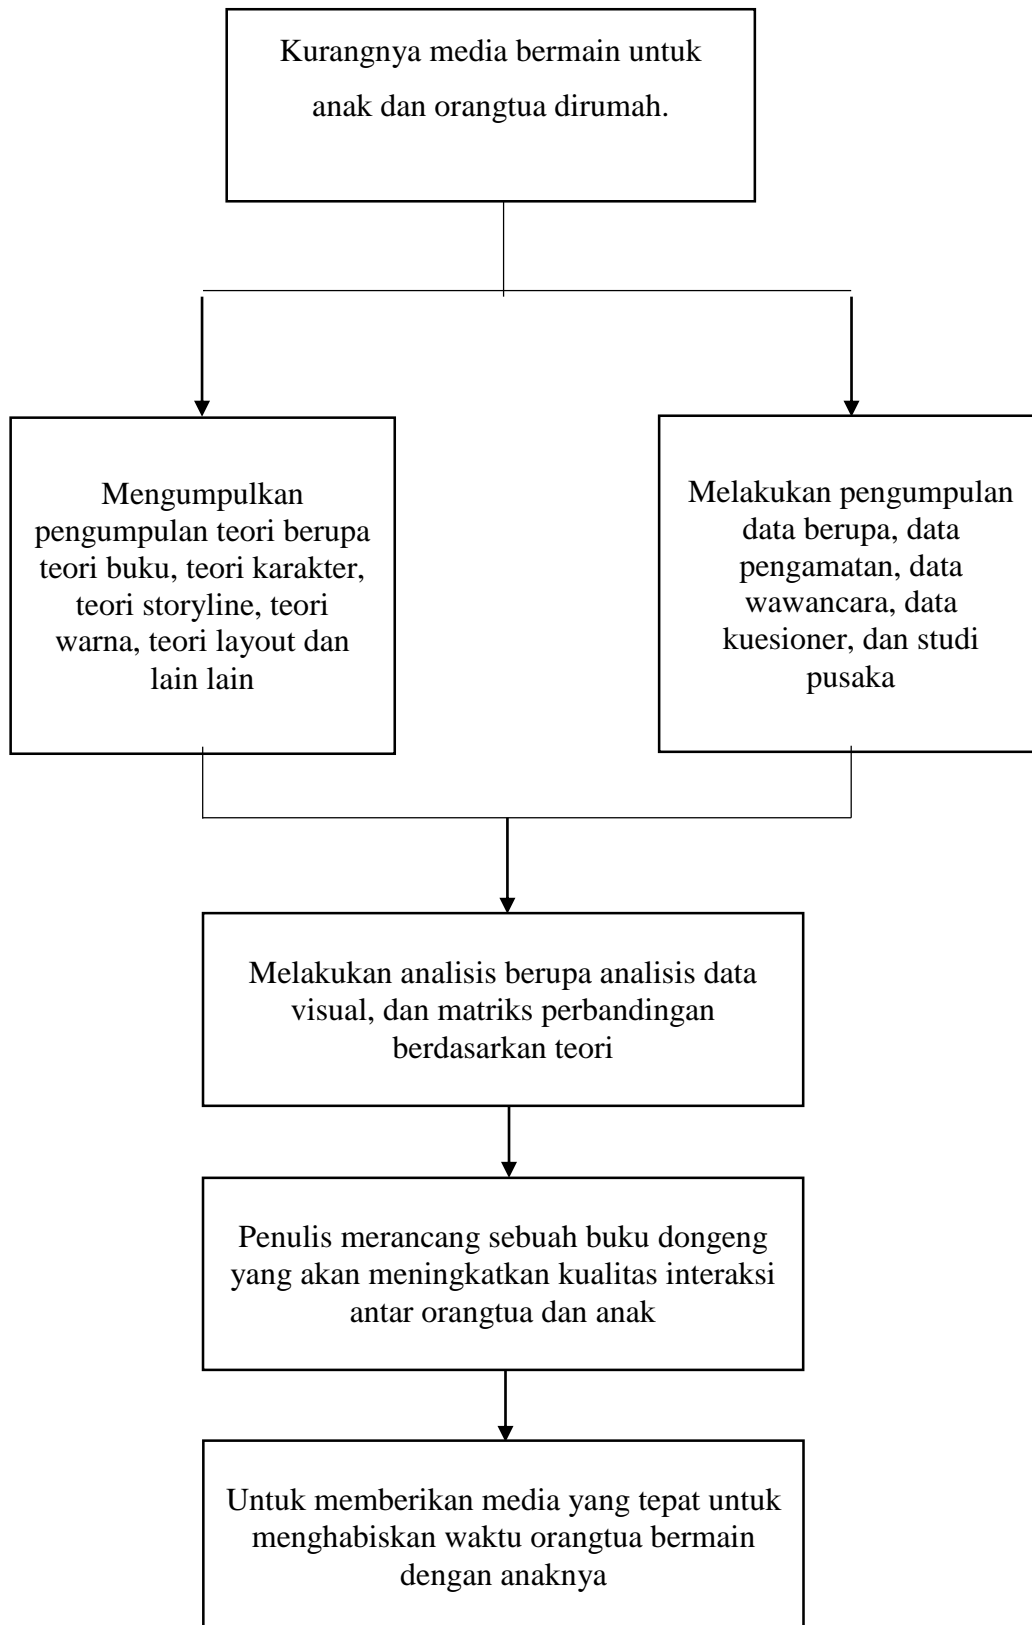 Kurangnya media bermain untuk
anak dan orangtua dirumah.
Mengumpulkan
pengumpulan teori berupa
teori buku, teori karakter,
teori storyline, teori
warna, teori layout dan
lain lain
Melakukan pengumpulan
data berupa, data
pengamatan, data
wawancara, data
kuesioner, dan studi
pusaka
Melakukan analisis berupa analisis data
visual, dan matriks perbandingan
berdasarkan teori
Penulis merancang sebuah buku dongeng
yang akan meningkatkan kualitas interaksi
antar orangtua dan anak
Untuk memberikan media yang tepat untuk
menghabiskan waktu orangtua bermain
dengan anaknya